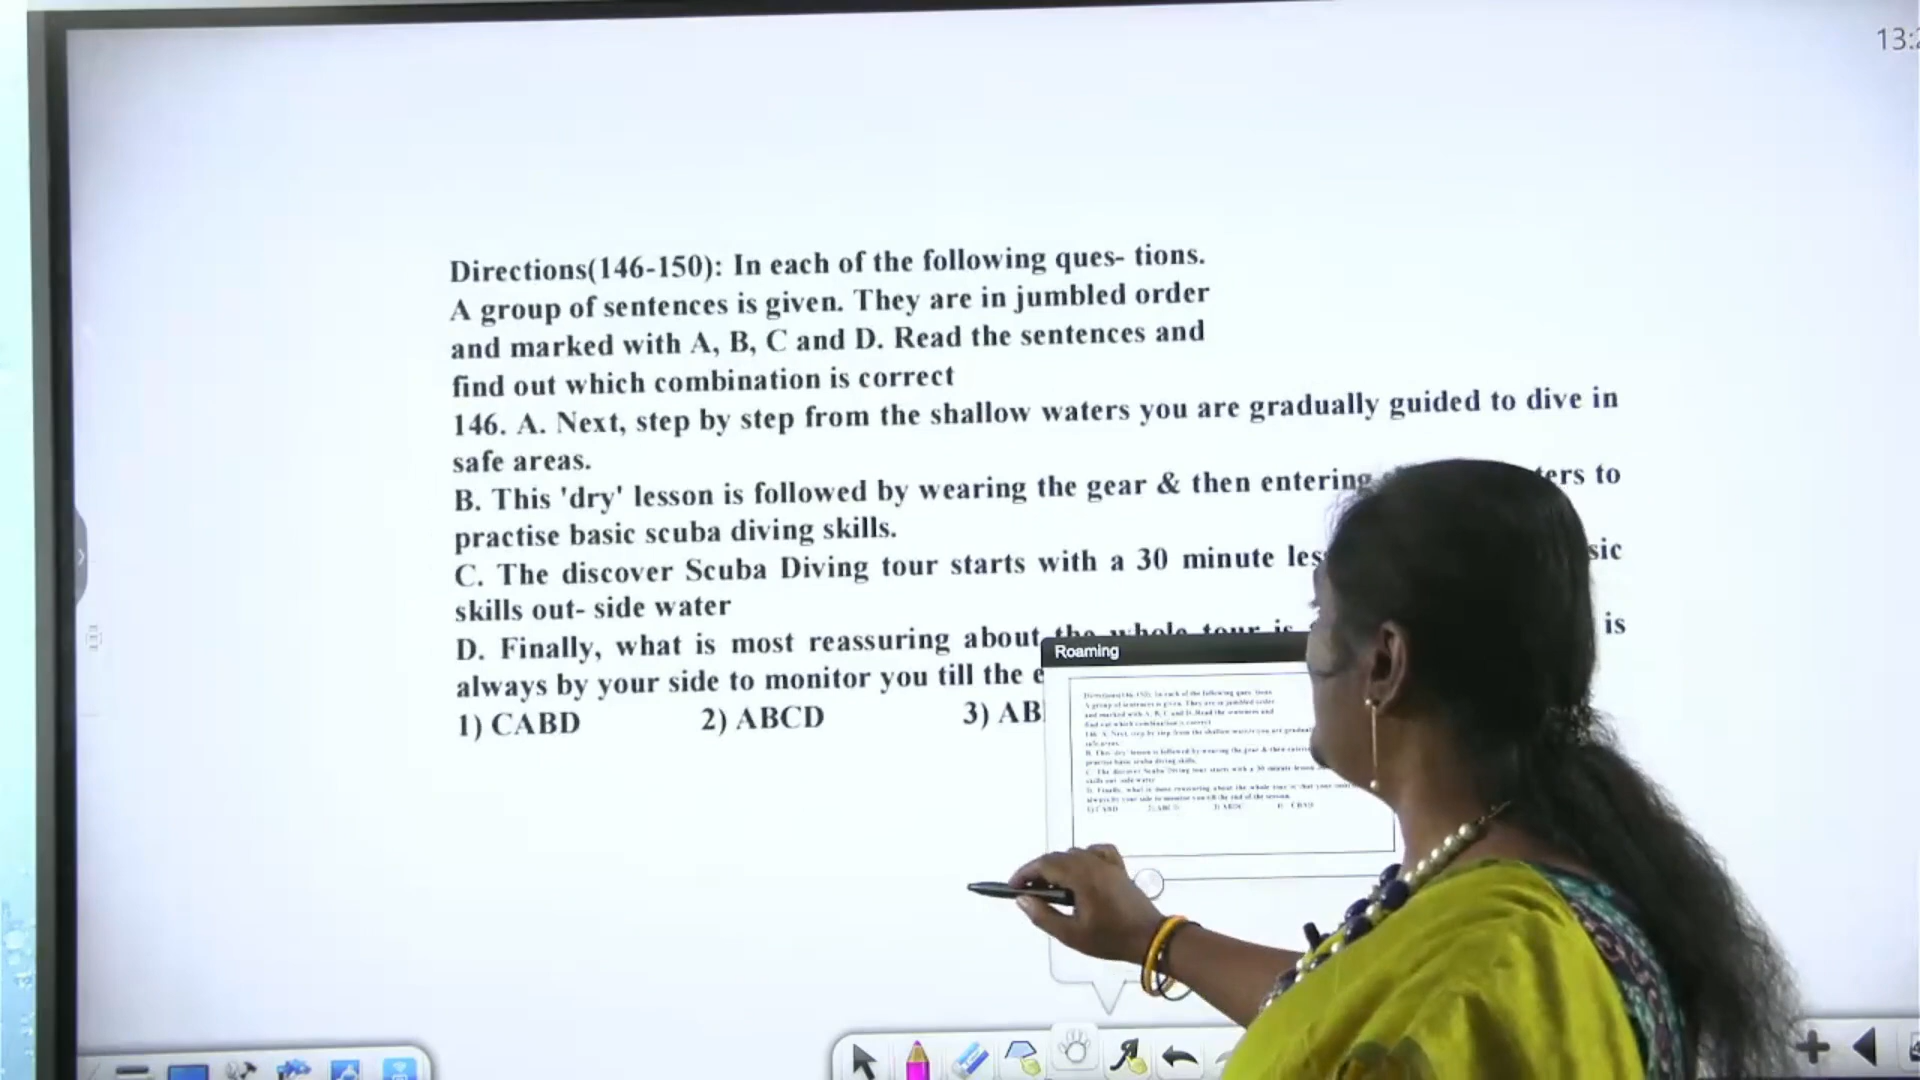 13:
Directions(146-150): In each of the following ques- tions.
A group of sentences is given. They are in jumbled order
and marked with A, B, C and D. Read the sentences and
find out which combination is correct
146. A. Next, step by step from the shallow waters you are gradually guided to dive in
safe areas.
B. This 'dry' lesson is followed by wearing the gear & then entering ers to
practise basic scuba diving skills.
C. The discover Scuba Diving tour starts with a 30 minute les sic
skills out- side water
D. Finally, what is most reassuring about the whole tour is is
always by your side to monitor you till the e
1) CABD 2) ABCD 3) AB
Roaming